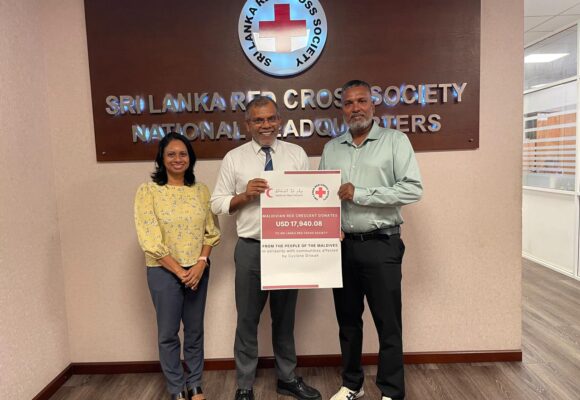 SRI LANKA RED CROSS SOCIETY
SRI LANKA RED CROSS SOCIETY
NATIONAL HEADQUARTERS
MALDIVIAN RED CRESCENT DONATES
USD 17,940.08
TO SRI LANKA RED CROSS SOCIETY
FROM THE PEOPLE OF THE MALDIVES,
in solidarity with communities affected
by Cyclone Ditwah